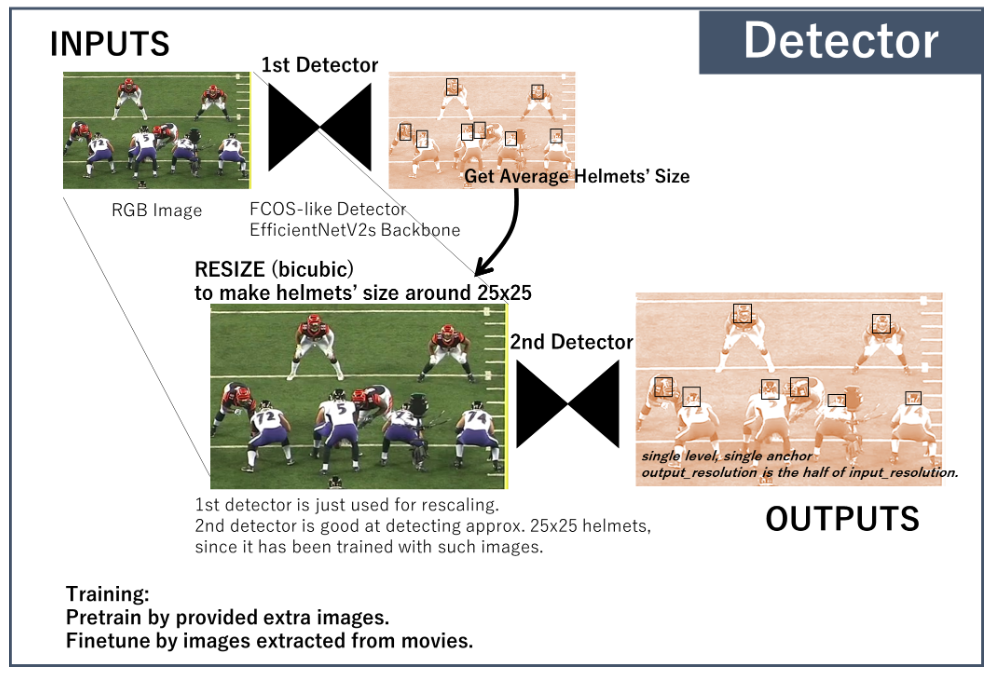 Detector
INPUTS
1st Detector
Get Average Helmets’ Size
RGB Image
FCOS-like Detector
EfficientNetV2s Backbone
RESIZE (bicubic)
to make helmets’ size around 25x25
72
5
74
2nd Detector
single level, single anchor
output_resolution is the half of input_resolution.
1st detector is just used for rescaling.
2nd detector is good at detecting approx. 25x25 helmets,
since it has been trained with such images.
OUTPUTS
Training:
Pretrain by provided extra images.
Finetune by images extracted from movies.